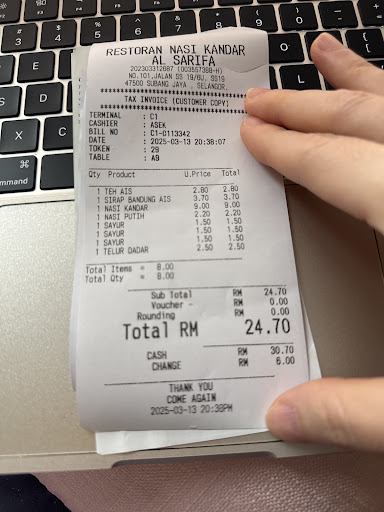 RESTORAN NASI KANDAR
AL SARIFA
202303312687 (003557388-H)
NO.101,JALAN SS 19/6J, SS19
47500 SUBANG JAYA , SELANGOR.
TAX INVOICE (CUSTOMER COPY)
TERMINAL : C1
CASHIER : ASEK
BILL NO : C1-C113342
DATE : 2025-03-13 20:38:07
TOKEN : 29
TABLE : A9
Qty Product U.Price Total
1 TEH AIS 2.80 2.80
1 SIRAP BANDUNG AIS 3.70 3.70
1 NASI KANDAR 9.00 9.00
1 NASI PUTIH 2.20 2.20
1 SAYUR 1.50 1.50
1 SAYUR 1.50 1.50
1 SAYUR 1.50 1.50
1 TELUR DADAR 2.50 2.50
Total Items = 8.00
Total Qty = 8.00
Sub Total RM 24.70
Voucher - RM 0.00
Rounding RM 0.00
Total RM 24.70
CASH RM 30.70
CHANGE RM 6.00
THANK YOU
COME AGAIN
2025-03-13 20:38PM
command